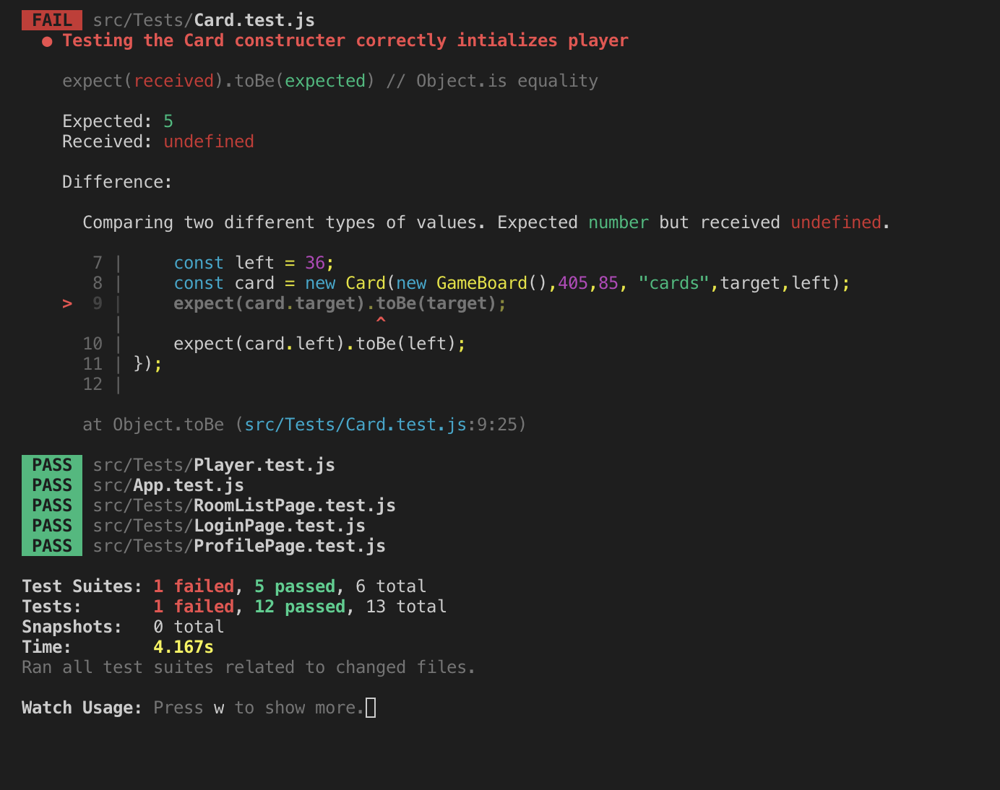 FAIL src/Tests/Card.test.js
● Testing the Card constructer correctly intializes player
expect(received).toBe(expected) // Object.is equality
Expected: 5
Received: undefined
Difference:
Comparing two different types of values. Expected number but received undefined.
7 |     const left = 36;
8 |     const card = new Card(new GameBoard(),405,85, "cards",target,left);
>  9 |     expect(card.target).toBe(target);
|                         ^
10 |     expect(card.left).toBe(left);
11 | });
12 |
at Object.toBe (src/Tests/Card.test.js:9:25)
PASS src/Tests/Player.test.js
PASS src/App.test.js
PASS src/Tests/RoomListPage.test.js
PASS src/Tests/LoginPage.test.js
PASS src/Tests/ProfilePage.test.js
Test Suites: 1 failed, 5 passed, 6 total
Tests:       1 failed, 12 passed, 13 total
Snapshots:   0 total
Time:        4.167s
Ran all test suites related to changed files.
Watch Usage: Press w to show more.